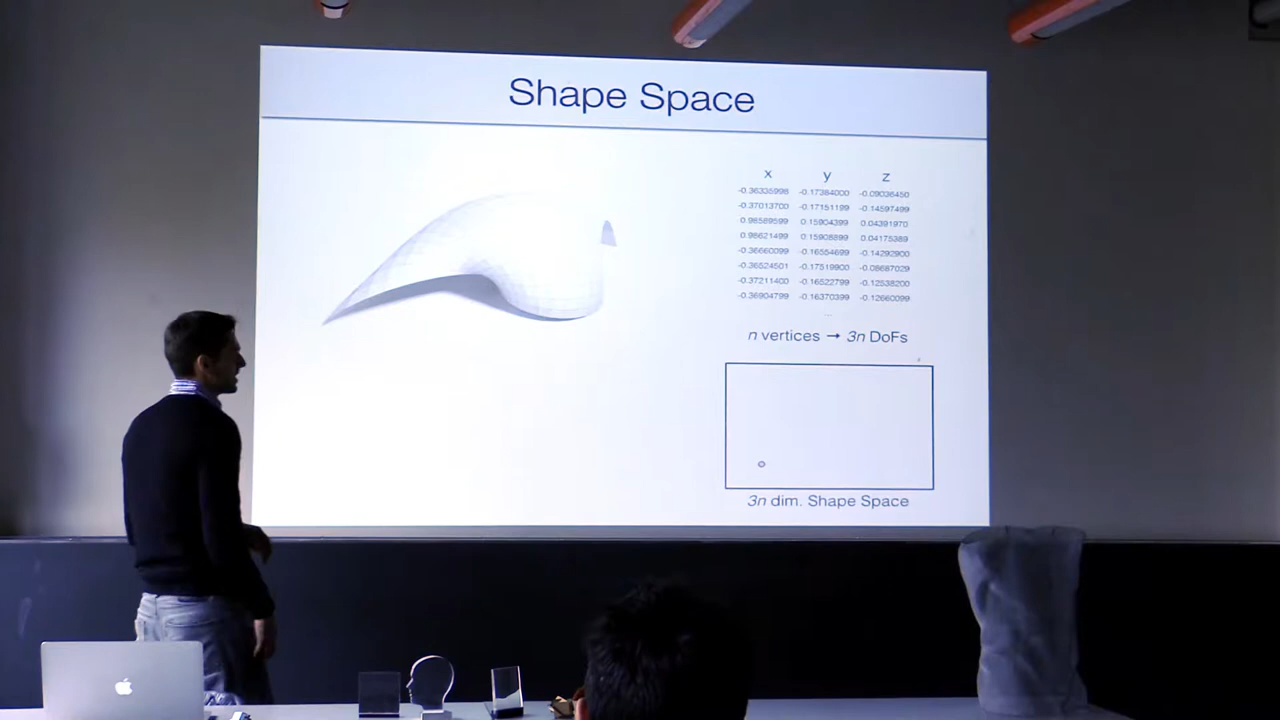 Shape Space
x y z
-0.36335998 -0.17384000 -0.09036450
-0.37013700 -0.17151199 -0.14597499
0.98589599 0.15904399 0.04391970
0.98621499 0.15908899 0.04175389
-0.36660099 -0.16554699 -0.14292900
-0.36524501 -0.17519900 -0.08687029
-0.37211400 -0.16522799 -0.12538200
-0.36904799 -0.16370399 -0.12660099
...
n vertices → 3n DoFs
3n dim. Shape Space